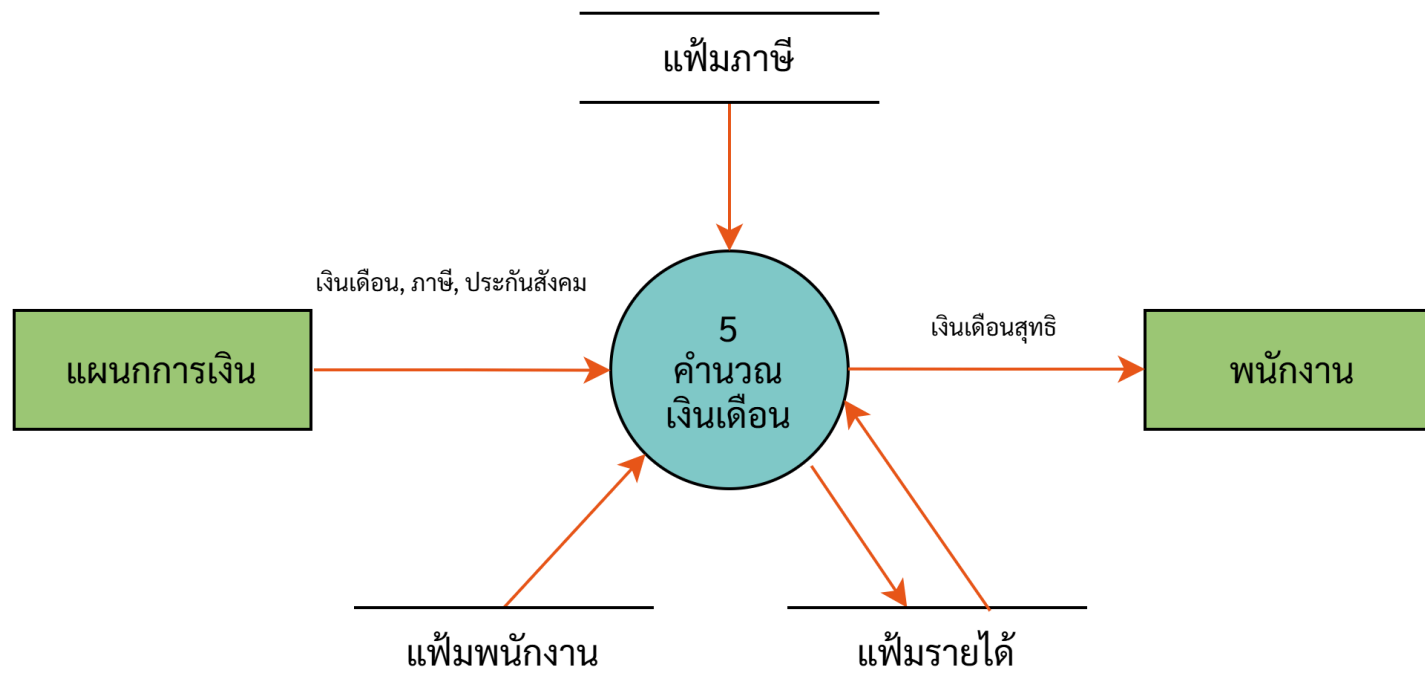 แฟ้มภาษี
เงินเดือน, ภาษี, ประกันสังคม
แผนกการเงิน
5
คำนวณ
เงินเดือน
เงินเดือนสุทธิ
พนักงาน
แฟ้มพนักงาน
แฟ้มรายได้